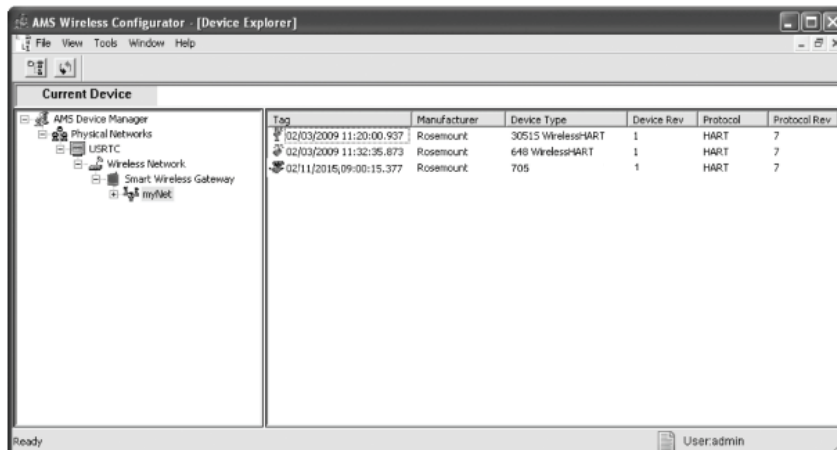 AMS Wireless Configurator - [Device Explorer]
File View Tools Window Help
Current Device
AMS Device Manager
Physical Networks
USRTC
Wireless Network
Smart Wireless Gateway
myNet
Tag Manufacturer Device Type Device Rev Protocol Protocol Rev
02/03/2009 11:20:00.937 Rosemount 3051S WirelessHART 1 HART 7
02/03/2009 11:32:35.873 Rosemount 648 WirelessHART 1 HART 7
02/11/2015;09:00:15.377 Rosemount 705 1 HART 7
Ready User:admin